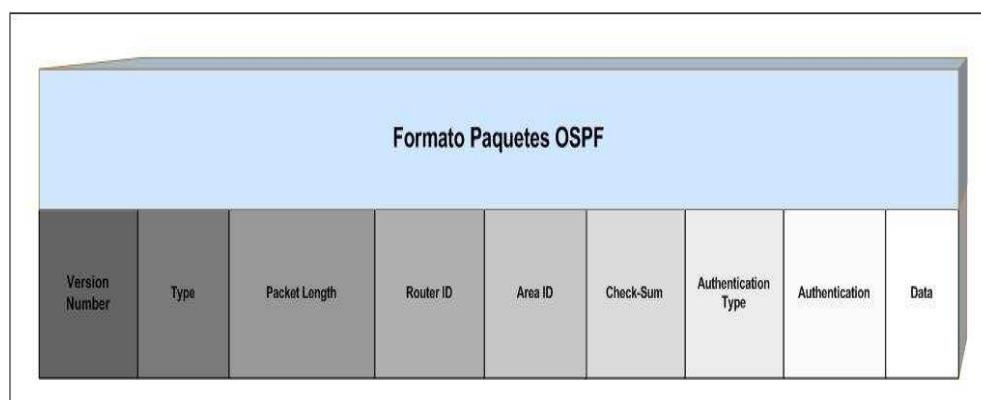 Formato Paquetes OSPF
Version
Number
Type
Packet Length
Router ID
Area ID
Check-Sum
Authentication
Type
Authentication
Data